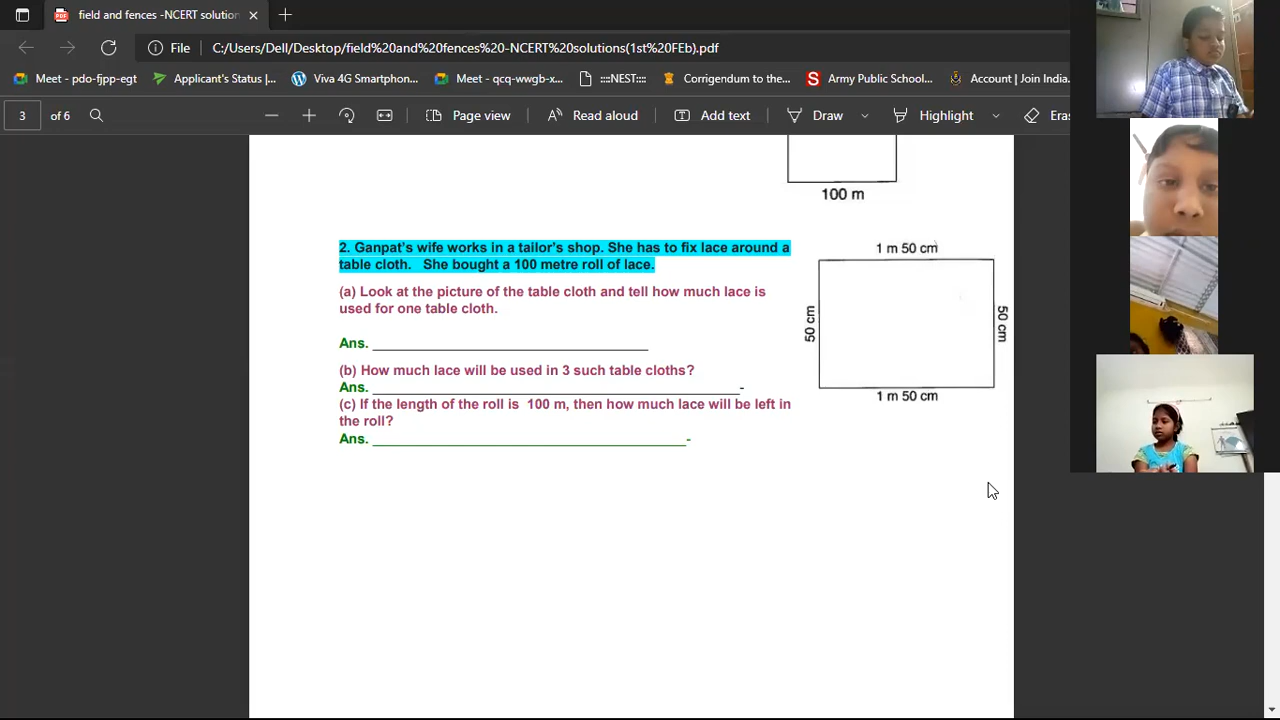 field and fences -NCERT solution
File C:/Users/Dell/Desktop/field%20and%20fences%20-NCERT%20solutions(1st%20FEb).pdf
Meet - pdo-fjpp-egt Applicant's Status |... Viva 4G Smartphon... Meet - qcq-wwgb-x... ::::NEST::::. Corrigendum to the... Army Public School... Account | Join India.
3 of 6 Page view Read aloud Add text Draw Highlight Eras
100 m
2. Ganpat's wife works in a tailor's shop. She has to fix lace around a
table cloth. She bought a 100 metre roll of lace.
(a) Look at the picture of the table cloth and tell how much lace is
used for one table cloth.
Ans. ___________________________________
(b) How much lace will be used in 3 such table cloths?
Ans. _______________________________________________-
(c) If the length of the roll is 100 m, then how much lace will be left in
the roll?
Ans. ________________________________________-
1 m 50 cm
50 cm
50 cm
1 m 50 cm